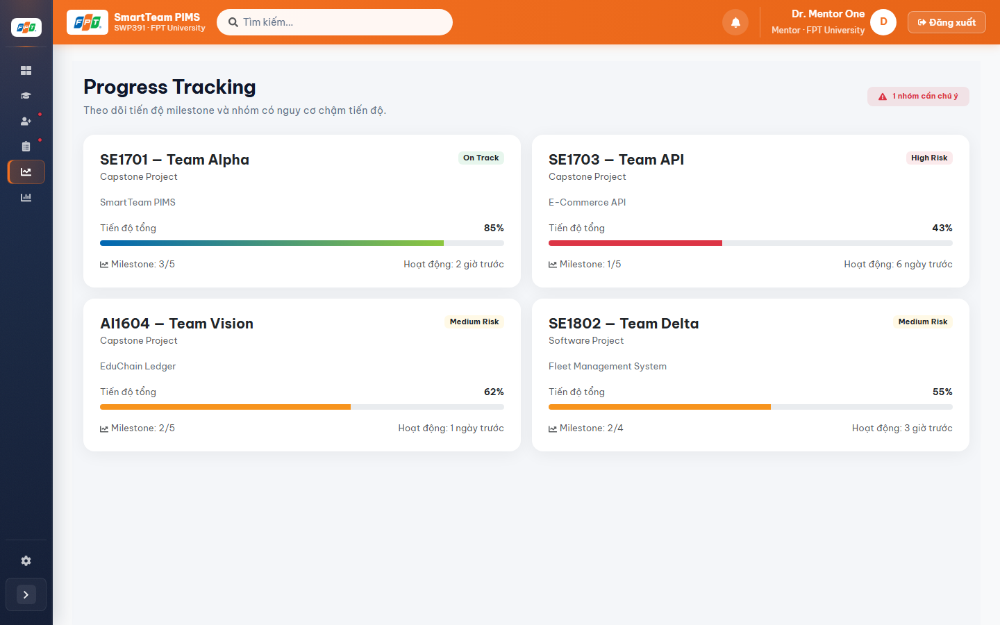 FPT
FPT
SmartTeam PIMS
SWP391 · FPT University
Tìm kiếm...
Dr. Mentor One
Mentor · FPT University
D
Đăng xuất
Progress Tracking
Theo dõi tiến độ milestone và nhóm có nguy cơ chậm tiến độ.
1 nhóm cần chú ý
SE1701 — Team Alpha
On Track
Capstone Project
SmartTeam PIMS
Tiến độ tổng
85%
Milestone: 3/5
Hoạt động: 2 giờ trước
SE1703 — Team API
High Risk
Capstone Project
E-Commerce API
Tiến độ tổng
43%
Milestone: 1/5
Hoạt động: 6 ngày trước
AI1604 — Team Vision
Medium Risk
Capstone Project
EduChain Ledger
Tiến độ tổng
62%
Milestone: 2/5
Hoạt động: 1 ngày trước
SE1802 — Team Delta
Medium Risk
Software Project
Fleet Management System
Tiến độ tổng
55%
Milestone: 2/4
Hoạt động: 3 giờ trước